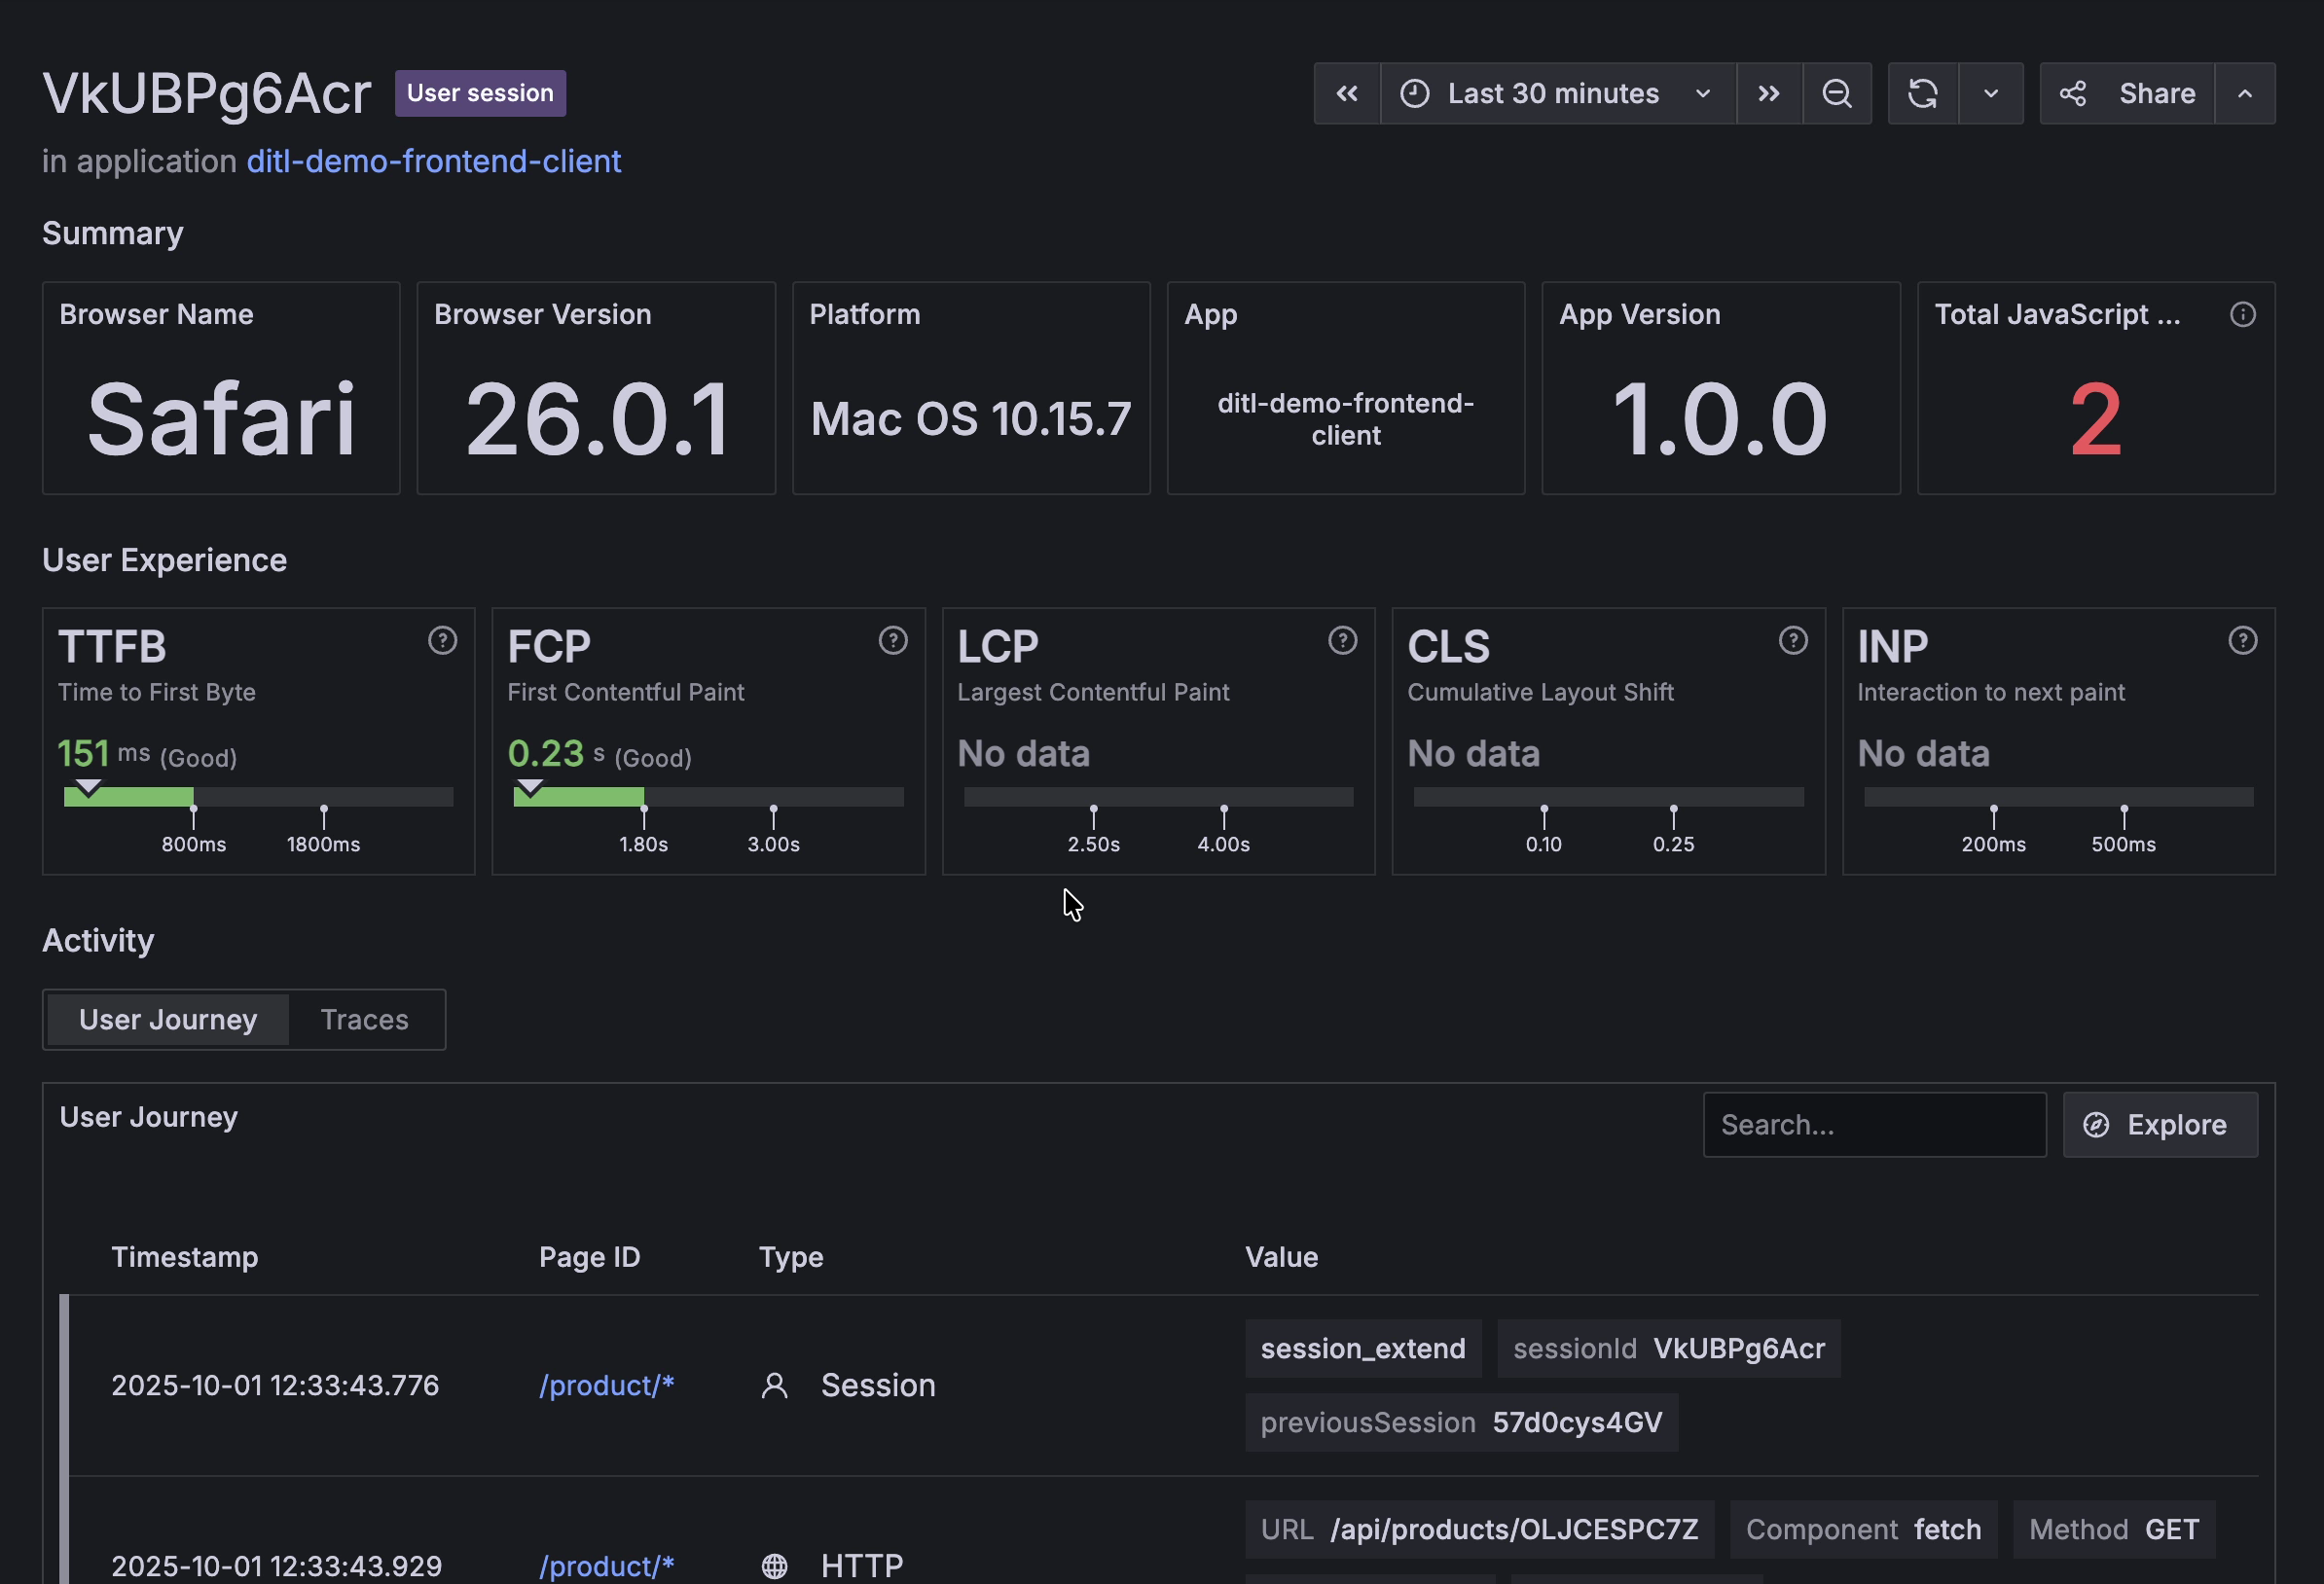 VkUBPg6Acr User session
Last 30 minutes
Share
in application ditl-demo-frontend-client
Summary
Browser Name
Safari
Browser Version
26.0.1
Platform
Mac OS 10.15.7
App
ditl-demo-frontend-
client
App Version
1.0.0
Total JavaScript ...
2
User Experience
TTFB
Time to First Byte
151 ms (Good)
800ms 1800ms
FCP
First Contentful Paint
0.23 s (Good)
1.80s 3.00s
LCP
Largest Contentful Paint
No data
2.50s 4.00s
CLS
Cumulative Layout Shift
No data
0.10 0.25
INP
Interaction to next paint
No data
200ms 500ms
Activity
User Journey Traces
User Journey
Search...
Explore
Timestamp Page ID Type Value
2025-10-01 12:33:43.776 /product/* Session
session_extend sessionId VkUBPg6Acr
previousSession 57d0cys4GV
2025-10-01 12:33:43.929 /product/* HTTP
URL /api/products/OLJCESPC7Z Component fetch Method GET